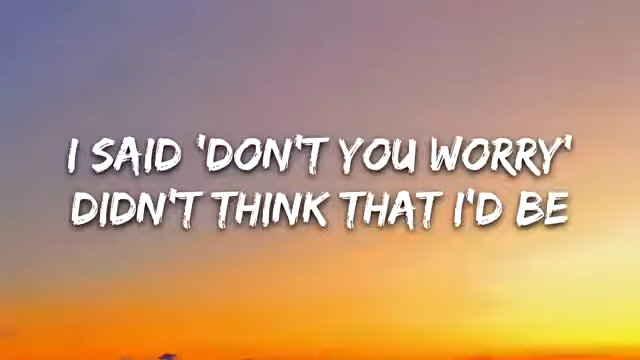 I SAID 'DON'T YOU WORRY'
DIDN'T THINK THAT I'D BE